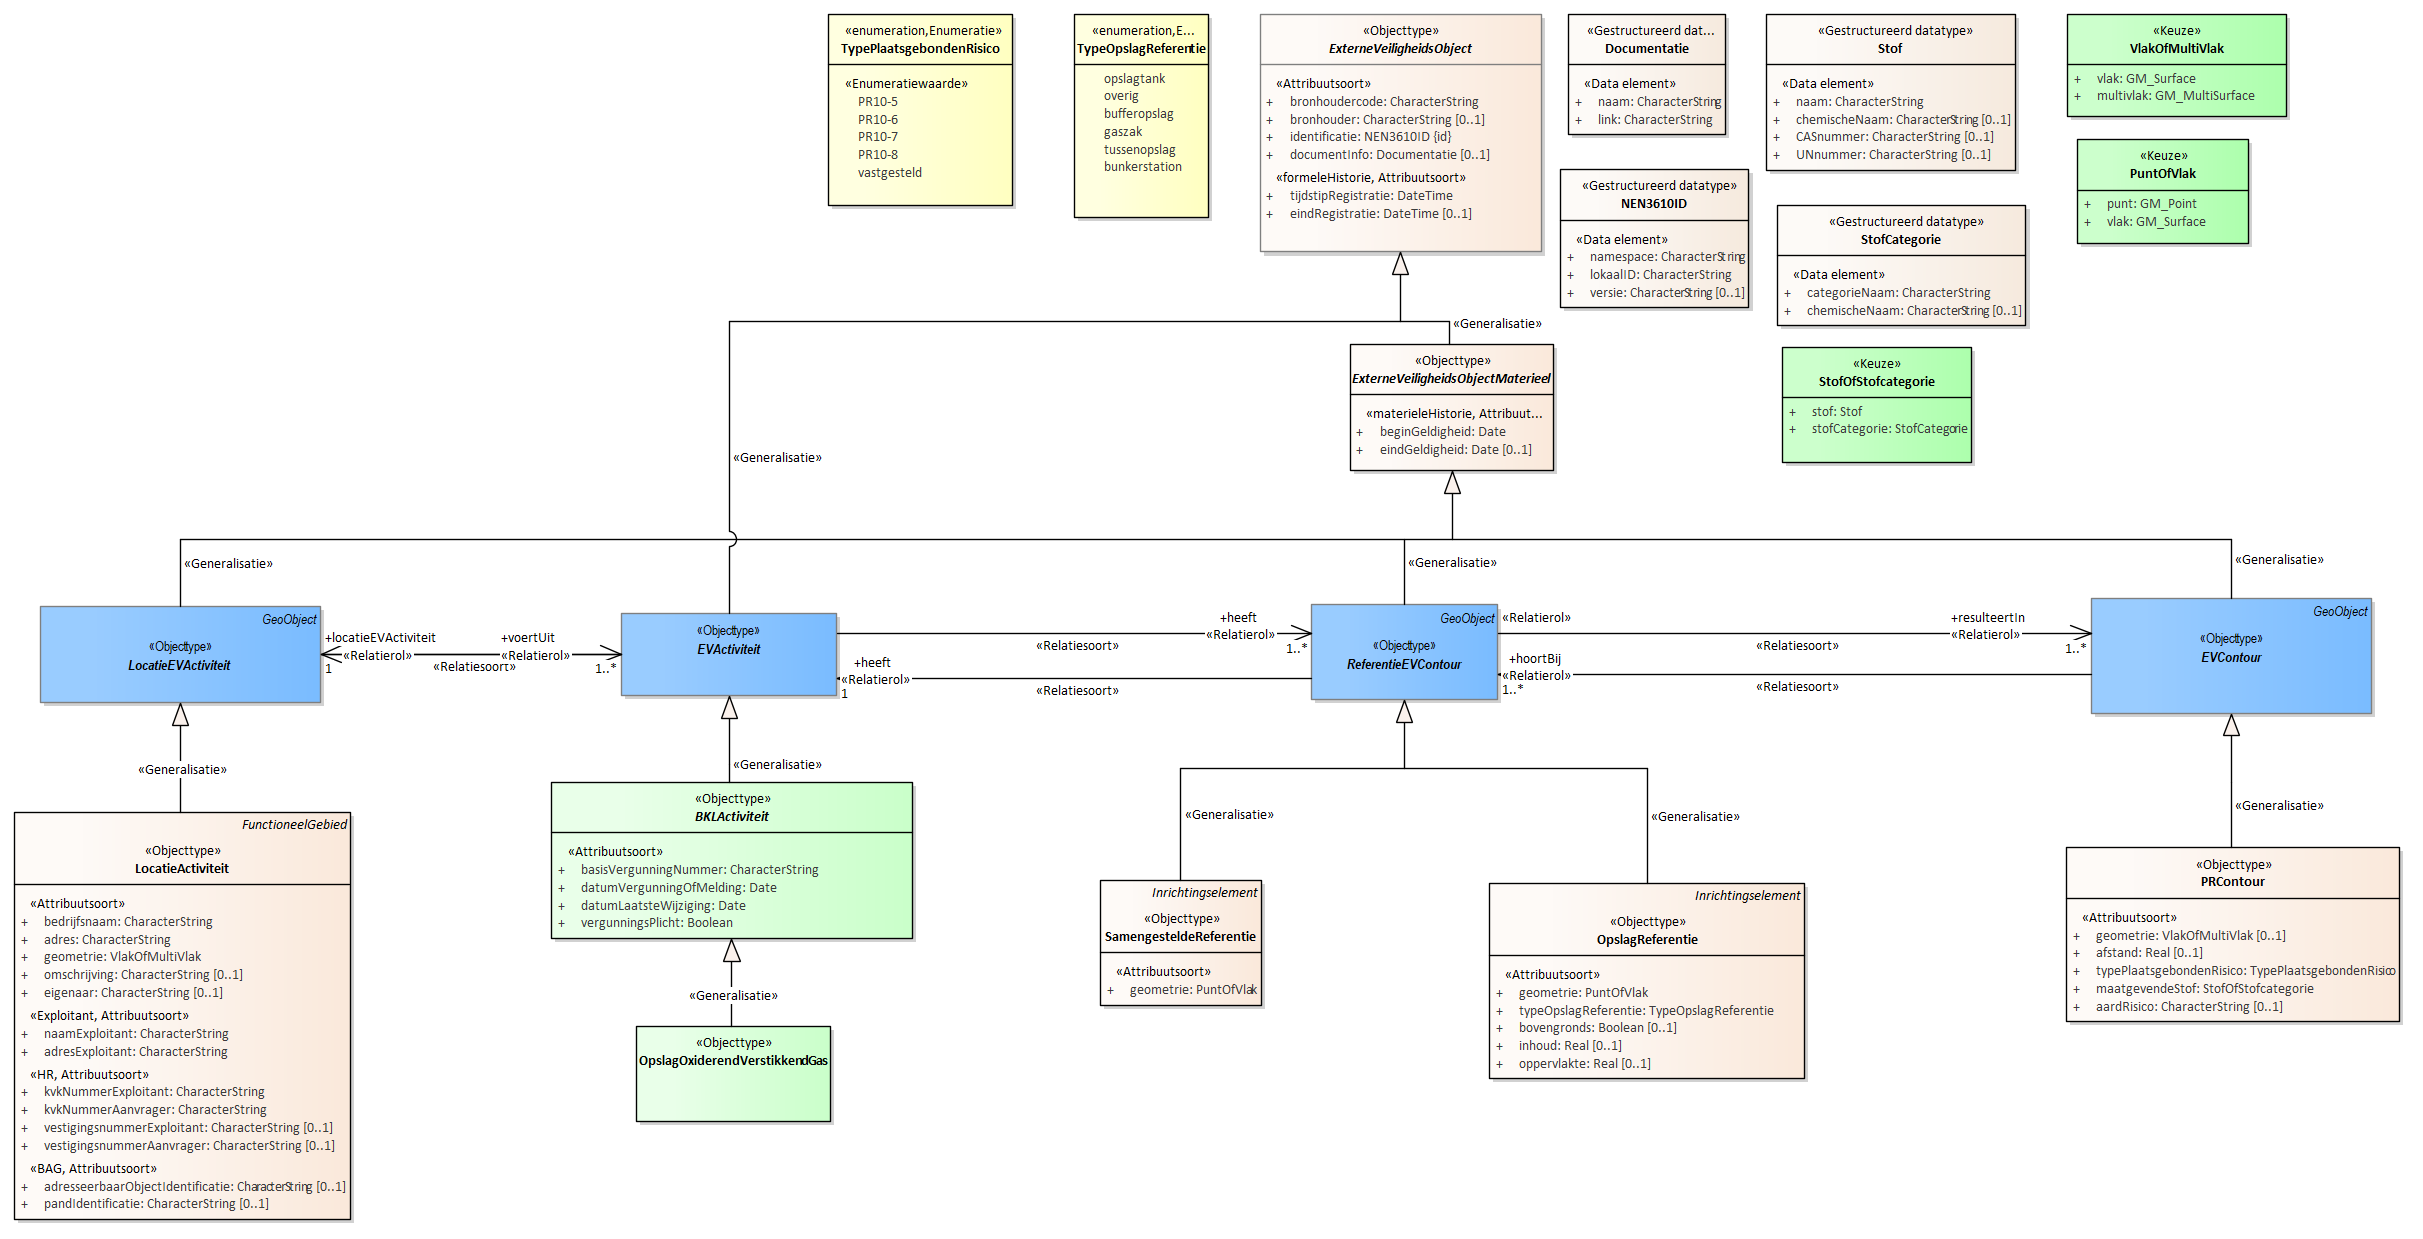 «enumeration,Enumeratie»
TypePlaatsgebondenRisico
«Enumeratiewaarde»
PR10-5
PR10-6
PR10-7
PR10-8
vastgesteld
«enumeration,E...
TypeOpslagReferentie
opslagtank
overig
bufferopslag
gaszak
tussenopslag
bunkerstation
«Objecttype»
ExterneVeiligheidsObject
«Attribuutsoort»
+ bronhoudercode: CharacterString
+ bronhouder: CharacterString [0..1]
+ identificatie: NEN3610ID {id}
+ documentInfo: Documentatie [0..1]
«formeleHistorie, Attribuutsoort»
+ tijdstipRegistratie: DateTime
+ eindRegistratie: DateTime [0..1]
«Gestructureerd dat...
Documentatie
«Data element»
+ naam: CharacterString
+ link: CharacterString
«Gestructureerd datatype»
NEN3610ID
«Data element»
+ namespace: CharacterString
+ lokaalID: CharacterString
+ versie: CharacterString [0..1]
«Gestructureerd datatype»
Stof
«Data element»
+ naam: CharacterString
+ chemischeNaam: CharacterString [0..1]
+ CASnummer: CharacterString [0..1]
+ UNnummer: CharacterString [0..1]
«Gestructureerd datatype»
StofCategorie
«Data element»
+ categorieNaam: CharacterString
+ chemischeNaam: CharacterString [0..1]
«Keuze»
StofOfStofcategorie
+ stof: Stof
+ stofCategorie: StofCategorie
«Keuze»
VlakOfMultiVlak
+ vlak: GM_Surface
+ multivlak: GM_MultiSurface
«Keuze»
PuntOfVlak
+ punt: GM_Point
+ vlak: GM_Surface
«Generalisatie»
«Objecttype»
ExterneVeiligheidsObjectMaterieel
«materieleHistorie, Attribuut...
+ beginGeldigheid: Date
+ eindGeldigheid: Date [0..1]
«Generalisatie»
«Generalisatie»
«Generalisatie»
«Generalisatie»
GeoObject
«Objecttype»
LocatieEVActiviteit
+locatieEVActiviteit
«Relatierol»
1
«Relatiesoort»
+voertUit
«Relatierol»
1..*
«Objecttype»
EVActiviteit
+heeft
«Relatierol»
1..*
«Relatiesoort»
+heeft
«Relatierol»
1
«Relatiesoort»
GeoObject
«Objecttype»
ReferentieEVContour
«Relatierol»
+resulteertIn
«Relatierol»
1..*
«Relatiesoort»
+hoortBij
«Relatierol»
1..*
«Relatiesoort»
GeoObject
«Objecttype»
EVContour
«Generalisatie»
«Generalisatie»
«Generalisatie»
«Generalisatie»
«Generalisatie»
FunctioneelGebied
«Objecttype»
LocatieActiviteit
«Attribuutsoort»
+ bedrijfsnaam: CharacterString
+ adres: CharacterString
+ geometrie: VlakOfMultiVlak
+ omschrijving: CharacterString [0..1]
+ eigenaar: CharacterString [0..1]
«Exploitant, Attribuutsoort»
+ naamExploitant: CharacterString
+ adresExploitant: CharacterString
«HR, Attribuutsoort»
+ kvkNummerExploitant: CharacterString
+ kvkNummerAanvrager: CharacterString
+ vestigingsnummerExploitant: CharacterString [0..1]
+ vestigingsnummerAanvrager: CharacterString [0..1]
«BAG, Attribuutsoort»
+ adresseerbaarObjectIdentificatie: CharacterString [0..1]
+ pandIdentificatie: CharacterString [0..1]
«Objecttype»
BKLActiviteit
«Attribuutsoort»
+ basisVergunningNummer: CharacterString
+ datumVergunningOfMelding: Date
+ datumLaatsteWijziging: Date
+ vergunningsPlicht: Boolean
«Generalisatie»
«Objecttype»
OpslagOxiderendVerstikkendGas
Inrichtingselement
«Objecttype»
SamengesteldeReferentie
«Attribuutsoort»
+ geometrie: PuntOfVlak
Inrichtingselement
«Objecttype»
OpslagReferentie
«Attribuutsoort»
+ geometrie: PuntOfVlak
+ typeOpslagReferentie: TypeOpslagReferentie
+ bovengronds: Boolean [0..1]
+ inhoud: Real [0..1]
+ oppervlakte: Real [0..1]
«Objecttype»
PRContour
«Attribuutsoort»
+ geometrie: VlakOfMultiVlak [0..1]
+ afstand: Real [0..1]
+ typePlaatsgebondenRisico: TypePlaatsgebondenRisico
+ maatgevendeStof: StofOfStofcategorie
+ aardRisico: CharacterString [0..1]